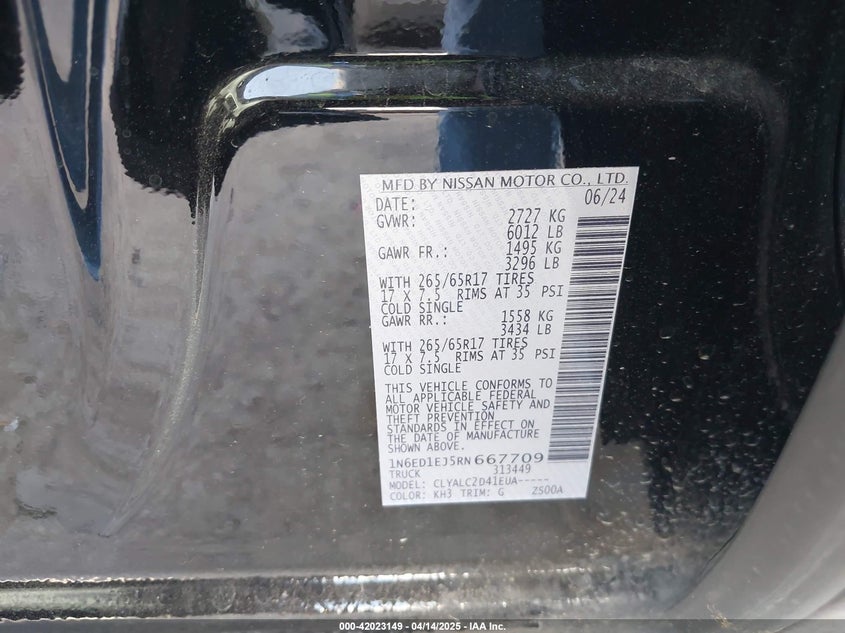 MFD BY NISSAN MOTOR CO., LTD.
DATE: 06/24
GVWR: 2727 KG
6012 LB
GAWR FR.: 1495 KG
3296 LB
WITH 265/65R17 TIRES
17 X 7.5 RIMS AT 35 PSI
COLD SINGLE
GAWR RR.: 1558 KG
3434 LB
WITH 265/65R17 TIRES
17 X 7.5 RIMS AT 35 PSI
COLD SINGLE
THIS VEHICLE CONFORMS TO
ALL APPLICABLE FEDERAL
MOTOR VEHICLE SAFETY AND
THEFT PREVENTION
STANDARDS IN EFFECT ON
THE DATE OF MANUFACTURE
SHOWN ABOVE.
1N6ED1EJ5RN667709
TRUCK 313449
MODEL: CLYALC2D41EUA-----
COLOR: KH3 TRIM: G 2S00A
000-42023149 - 04/14/2025 - IAA Inc.